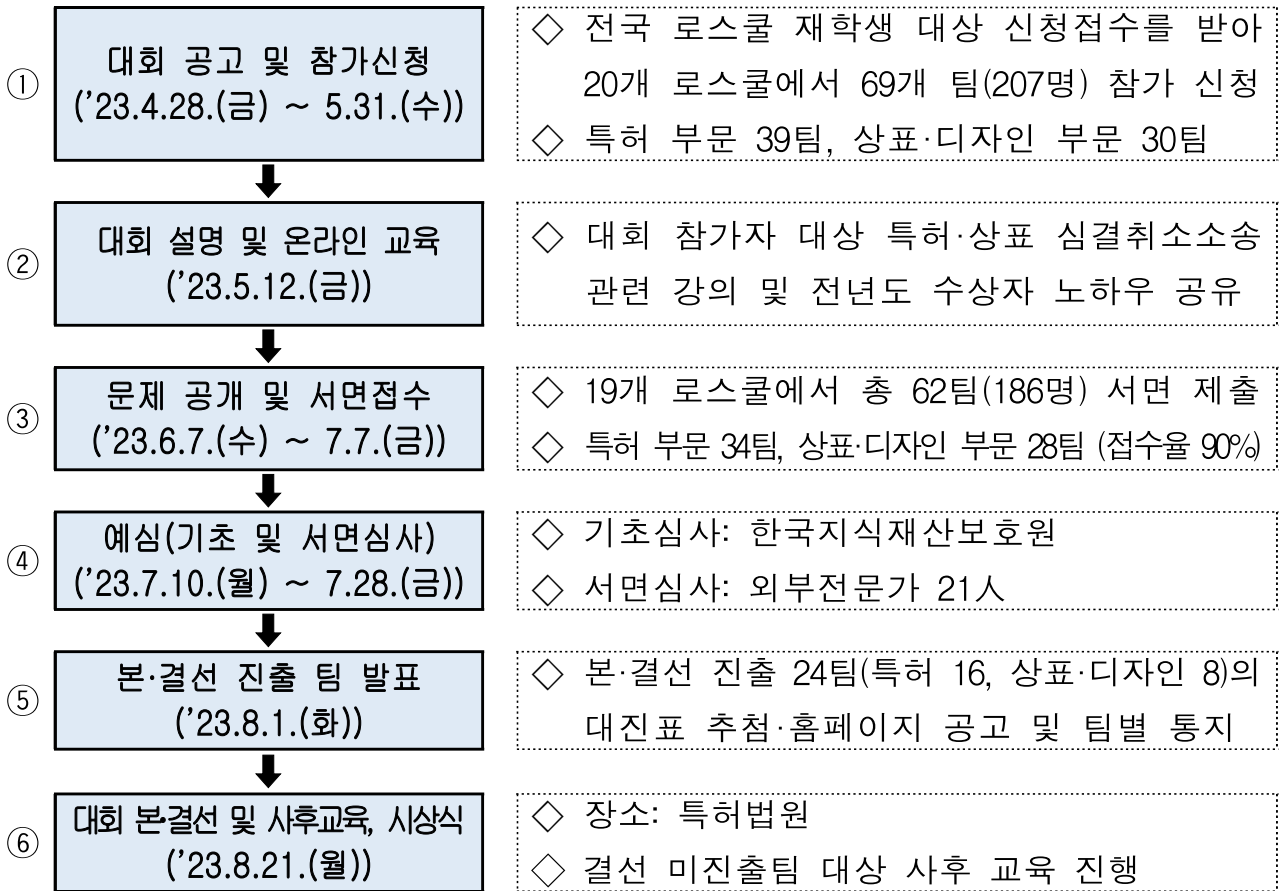 ①
대회 공고 및 참가신청
('23.4.28.(금) ~ 5.31.(수))
◇ 전국 로스쿨 재학생 대상 신청접수를 받아
20개 로스쿨에서 69개 팀(207명) 참가 신청
◇ 특허 부문 39팀, 상표·디자인 부문 30팀
②
대회 설명 및 온라인 교육
('23.5.12.(금))
◇ 대회 참가자 대상 특허·상표 심결취소소송
관련 강의 및 전년도 수상자 노하우 공유
③
문제 공개 및 서면접수
('23.6.7.(수) ~ 7.7.(금))
◇ 19개 로스쿨에서 총 62팀(186명) 서면 제출
◇ 특허 부문 34팀, 상표·디자인 부문 28팀 (접수율 90%)
④
예심(기초 및 서면심사)
('23.7.10.(월) ~ 7.28.(금))
◇ 기초심사: 한국지식재산보호원
◇ 서면심사: 외부전문가 21人
⑤
본·결선 진출 팀 발표
('23.8.1.(화))
◇ 본·결선 진출 24팀(특허 16, 상표·디자인 8)의
대진표 추첨·홈페이지 공고 및 팀별 통지
⑥
대회 본·결선 및 사후교육, 시상식
('23.8.21.(월))
◇ 장소: 특허법원
◇ 결선 미진출팀 대상 사후 교육 진행